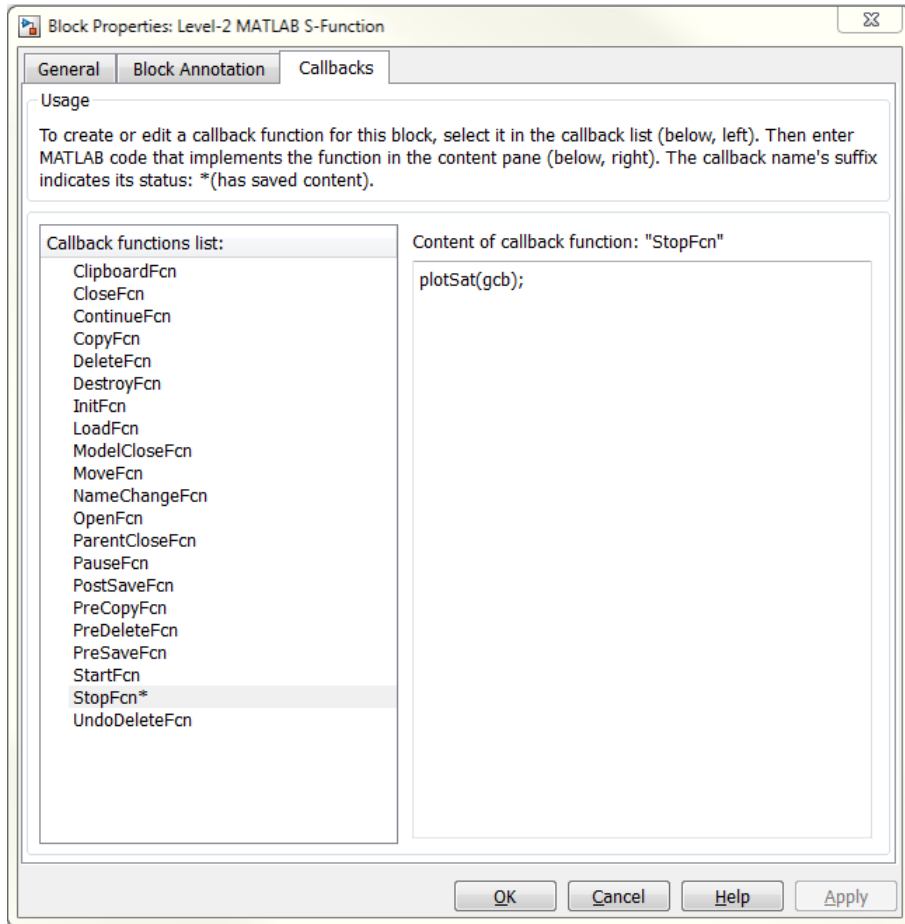 Block Properties: Level-2 MATLAB S-Function
General
Block Annotation
Callbacks
Usage
To create or edit a callback function for this block, select it in the callback list (below, left). Then enter
MATLAB code that implements the function in the content pane (below, right). The callback name's suffix
indicates its status: *(has saved content).
Callback functions list:
ClipboardFcn
CloseFcn
ContinueFcn
CopyFcn
DeleteFcn
DestroyFcn
InitFcn
LoadFcn
ModelCloseFcn
MoveFcn
NameChangeFcn
OpenFcn
ParentCloseFcn
PauseFcn
PostSaveFcn
PreCopyFcn
PreDeleteFcn
PreSaveFcn
StartFcn
StopFcn*
UndoDeleteFcn
Content of callback function: "StopFcn"
plotSat(gcb);
OK
Cancel
Help
Apply